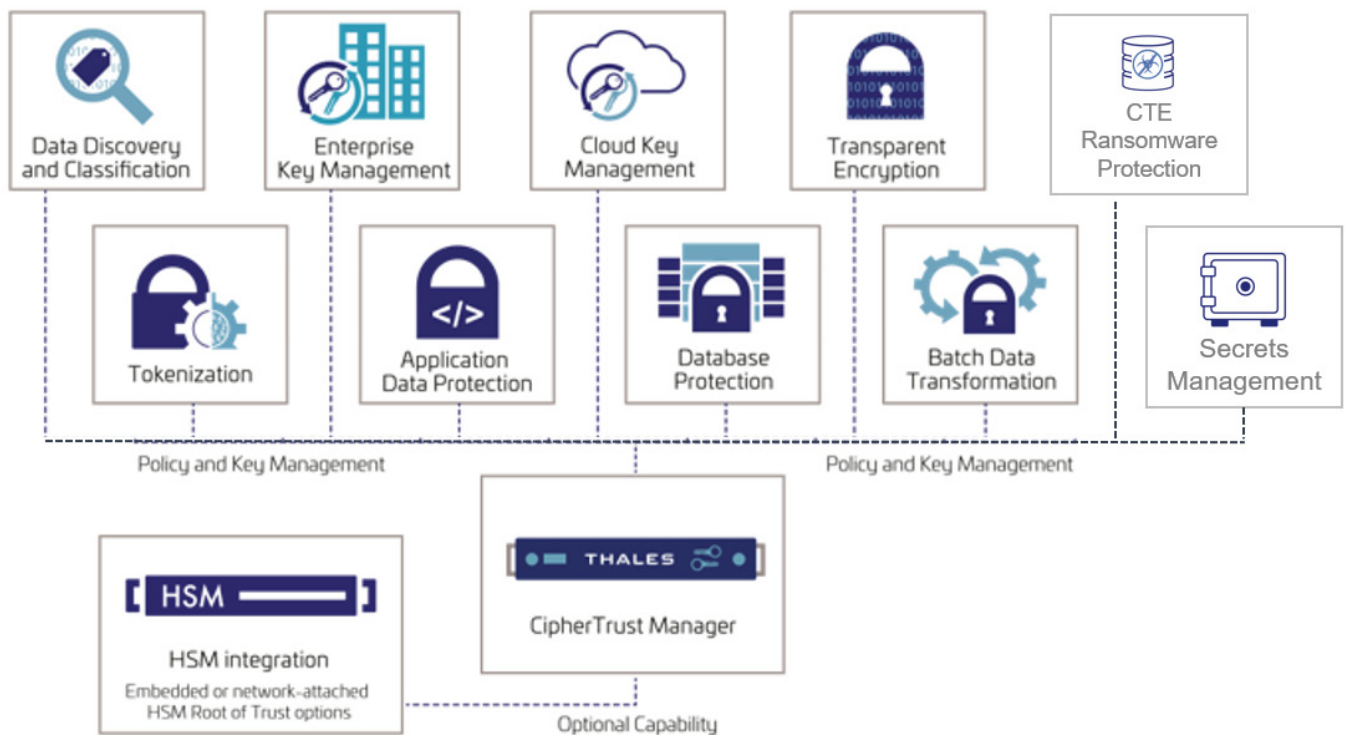 Data Discovery
and Classification
Enterprise
Key Management
Cloud Key
Management
Transparent
Encryption
CTE
Ransomware
Protection
Tokenization
</>
Application
Data Protection
Database
Protection
Batch Data
Transformation
Secrets
Management
Policy and Key Management
Policy and Key Management
THALES
CipherTrust Manager
HSM
HSM integration
Embedded or network-attached
HSM Root of Trust options
Optional Capability